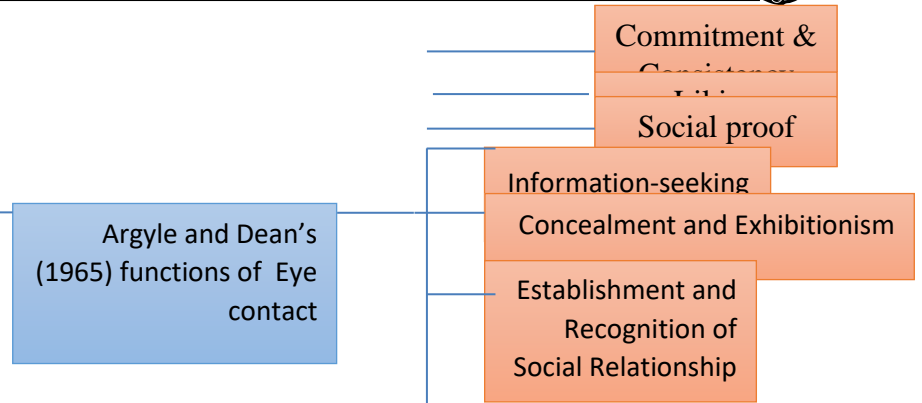 Commitment &
Social proof
Information-seeking
Concealment and Exhibitionism
Argyle and Dean’s
(1965) functions of Eye
contact
Establishment and
Recognition of
Social Relationship